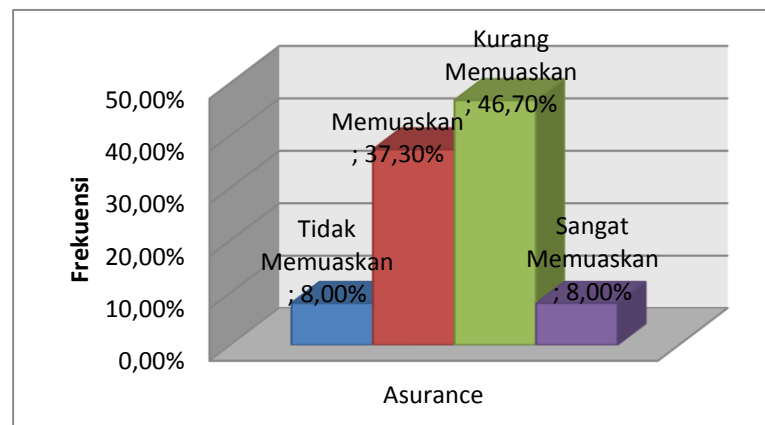 Kurang
Memuaskan
; 46,70%
Memuaskan
; 37,30%
Tidak
Memuaskan
; 8,00%
Sangat
Memuaskan
; 8,00%
50,00%
40,00%
30,00%
20,00%
10,00%
0,00%
Frekuensi
Asurance